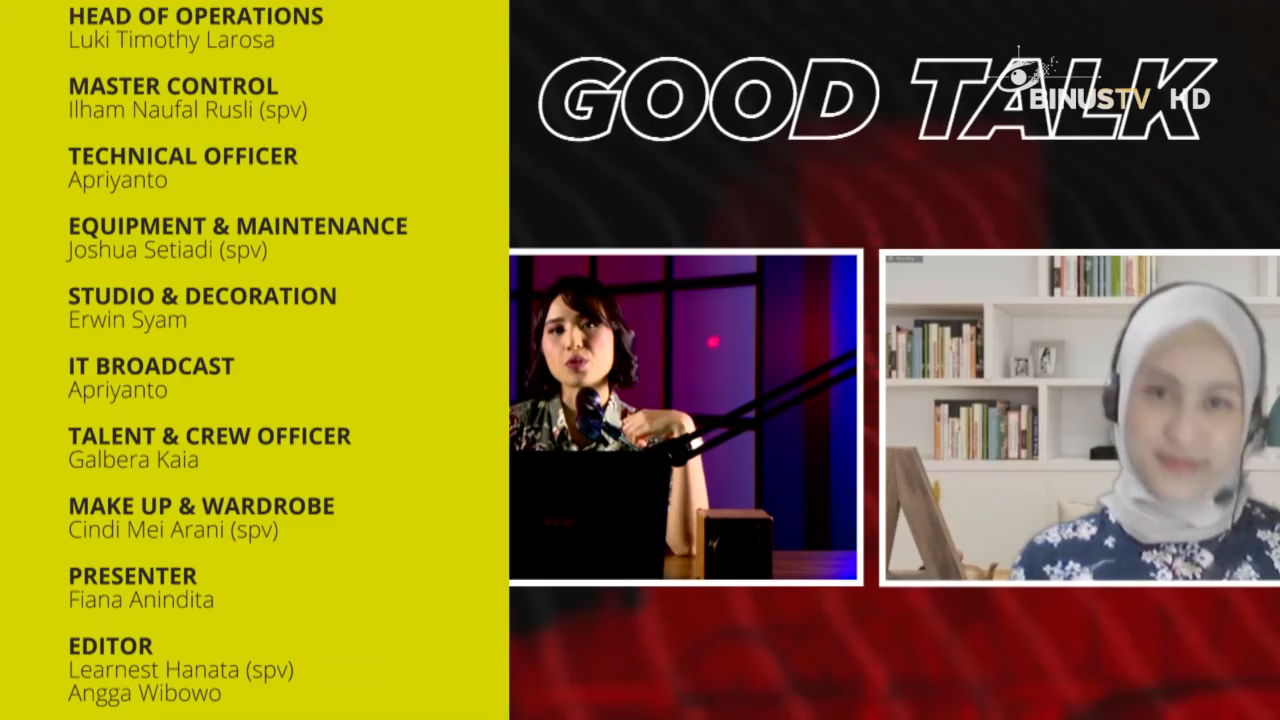 HEAD OF OPERATIONS
Luki Timothy Larosa
MASTER CONTROL
Ilham Naufal Rusli (spv)
TECHNICAL OFFICER
Apriyanto
EQUIPMENT & MAINTENANCE
Joshua Setiadi (spv)
STUDIO & DECORATION
Erwin Syam
IT BROADCAST
Apriyanto
TALENT & CREW OFFICER
Galbera Kaia
MAKE UP & WARDROBE
Cindi Mei Arani (spv)
PRESENTER
Fiana Anindita
EDITOR
Learnest Hanata (spv)
Angga Wibowo
GOOD TALK
BINUSTV HD